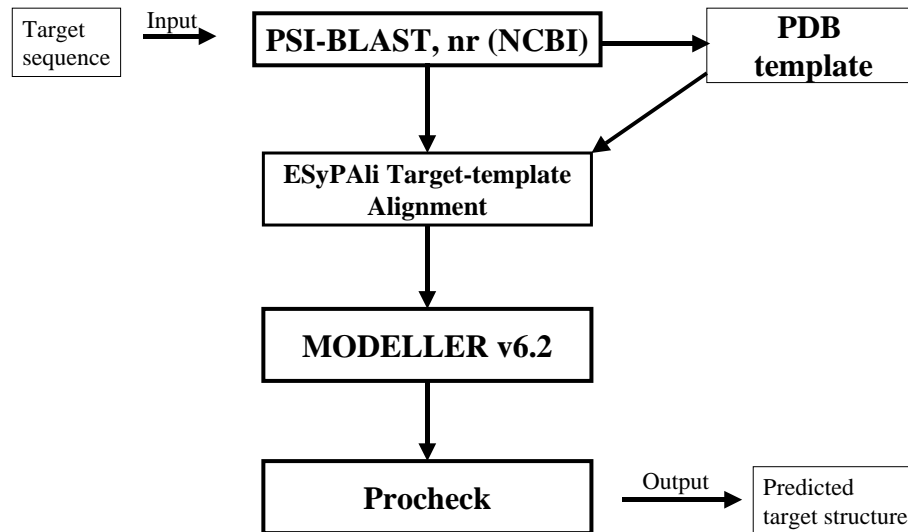 Target
sequence
Input
PSI-BLAST, nr (NCBI)
PDB
template
ESyPAli Target-template
Alignment
MODELLER v6.2
Procheck
Output
Predicted
target structure